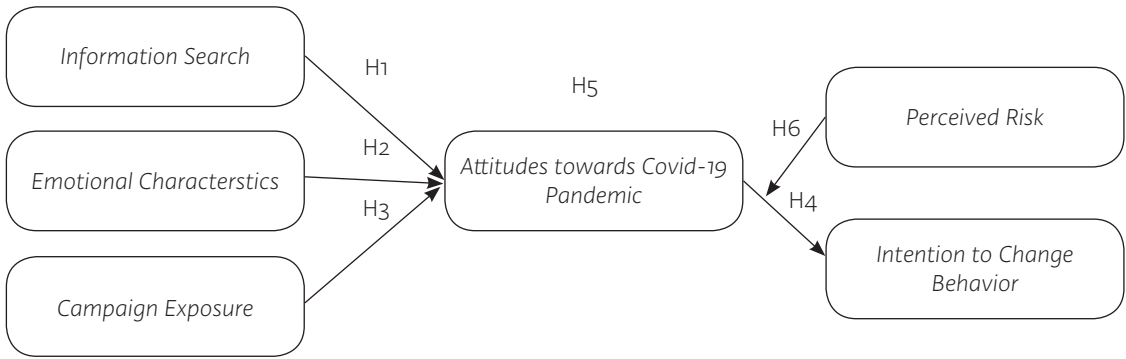 Information Search
H1
H5
Perceived Risk
H6
H2
Emotional Characterstics
Attitudes towards Covid-19
Pandemic
H3
H4
Intention to Change
Behavior
Campaign Exposure